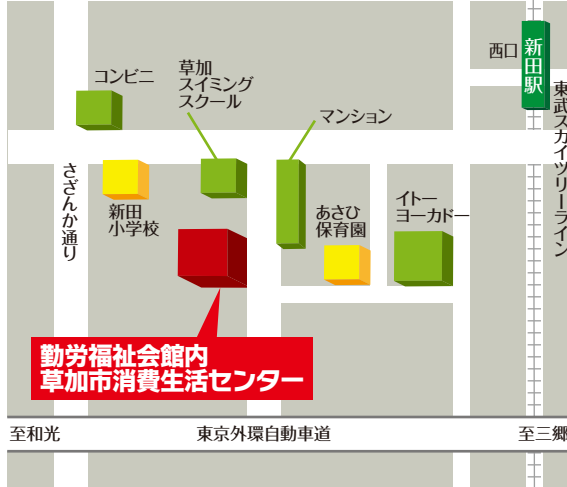 西口
新田駅
コンビニ
草加
スイミング
スクール
マンション
東武スカイツリーライン
さざんか通り
新田
小学校
あさひ
保育園
イトー
ヨーカドー
勤労福祉会館内
草加市消費生活センター
至和光
東京外環自動車道
至三郷